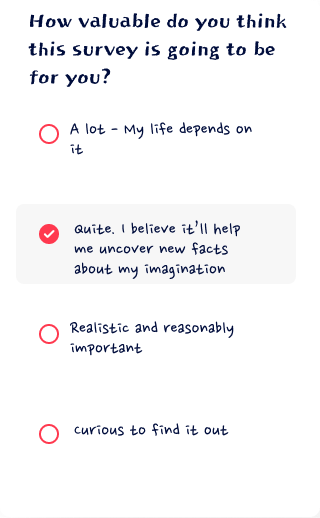 How valuable do you think
this survey is going to be
for you?
A lot - My life depends on
it
Quite. I believe it'll help
me uncover new facts
about my imagination
Realistic and reasonably
important
curious to find it out